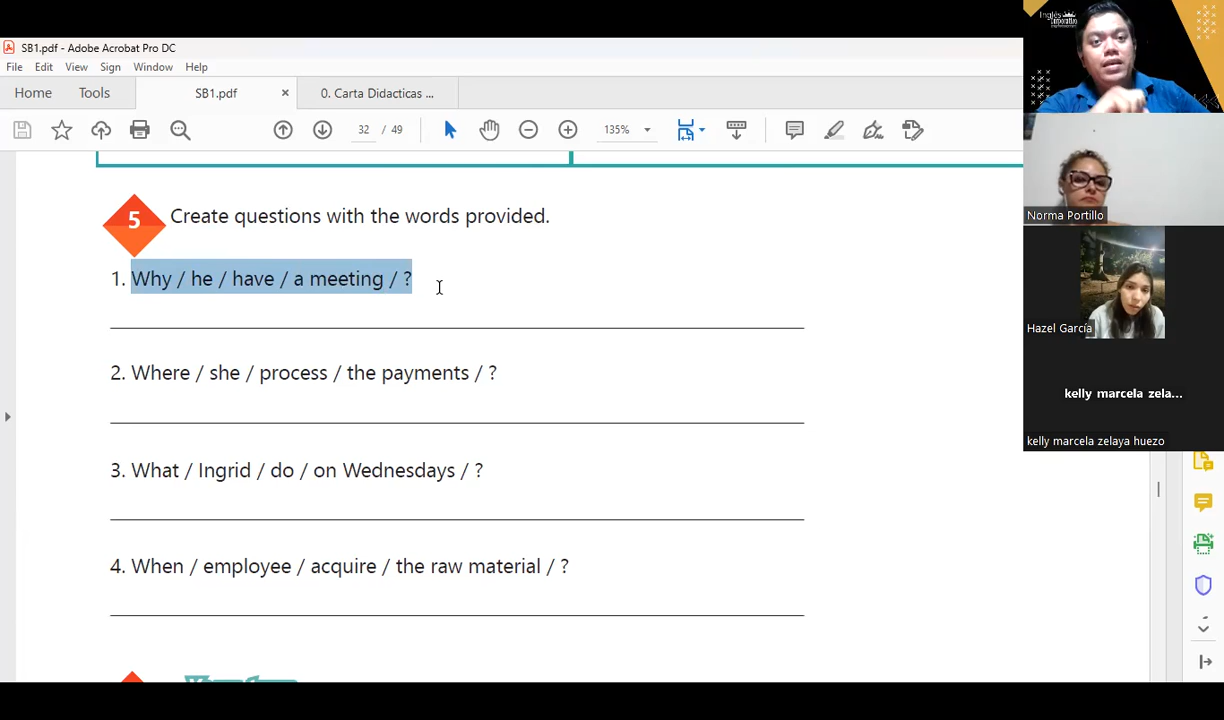 SB1.pdf - Adobe Acrobat Pro DC
File Edit View Sign Window Help
Home Tools SB1.pdf × 0. Carta Didacticas ...
32 / 49 135%
5 Create questions with the words provided.
1. Why / he / have / a meeting / ?
2. Where / she / process / the payments / ?
3. What / Ingrid / do / on Wednesdays / ?
4. When / employee / acquire / the raw material / ?
Inglés
Corporativo
Norma Portillo
Hazel García
kelly marcela zela...
kelly marcela zelaya huezo